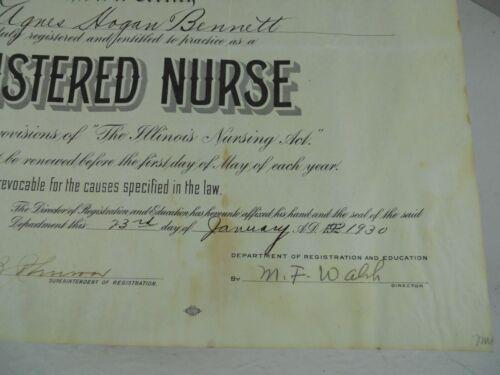 Agnes Hogan Bennett
duly registered and entitled to practice as a
ISTERED NURSE
rovisions of "The Illinois Nursing Act."
be renewed before the first day of May of each year.
revocable for the causes specified in the law.
The Director of Registration and Education has hereunto affixed his hand and the seal of the said
Department this 23rd day of January A.D. 1930
DEPARTMENT OF REGISTRATION AND EDUCATION
By M. F. Walsh
SUPERINTENDENT OF REGISTRATION.
DIRECTOR